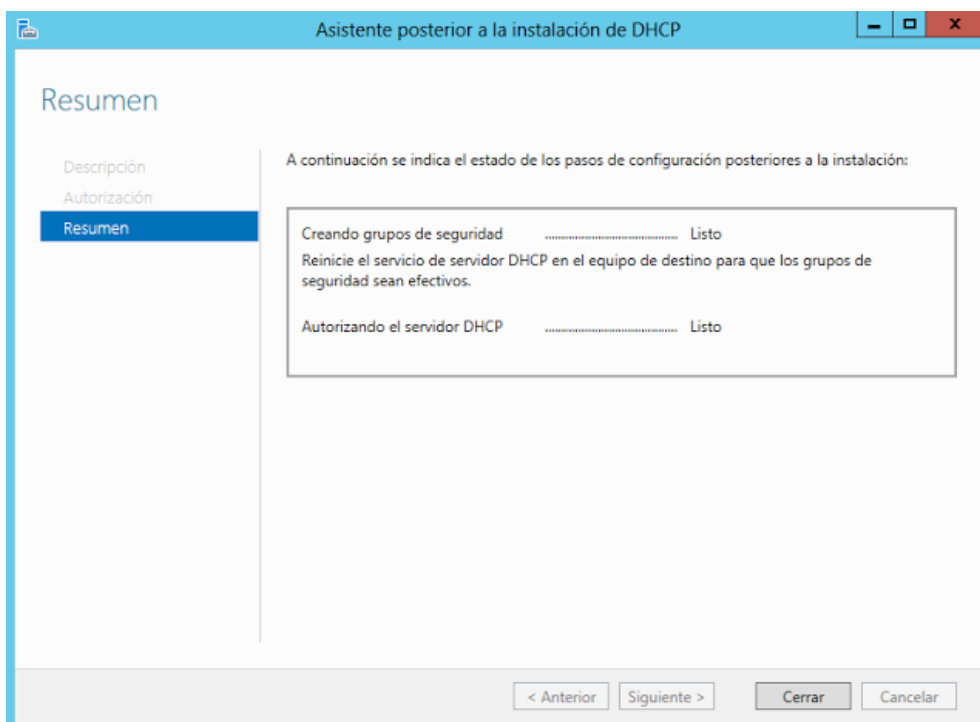 Asistente posterior a la instalación de DHCP
Resumen
Descripción
Autorización
Resumen
A continuación se indica el estado de los pasos de configuración posteriores a la instalación:
Creando grupos de seguridad ........................................ Listo
Reinicie el servicio de servidor DHCP en el equipo de destino para que los grupos de
seguridad sean efectivos.
Autorizando el servidor DHCP ........................................ Listo
< Anterior
Siguiente >
Cerrar
Cancelar